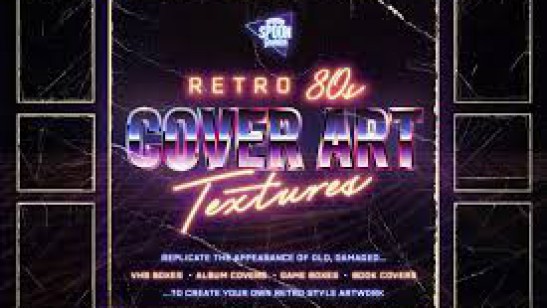 SPOON
GRAPHICS
RETRO 80s
COVER ART
Textures
REPLICATE THE APPEARANCE OF OLD, DAMAGED...
VHS BOXES • ALBUM COVERS • GAME BOXES • BOOK COVERS
...TO CREATE YOUR OWN RETRO STYLE ARTWORK